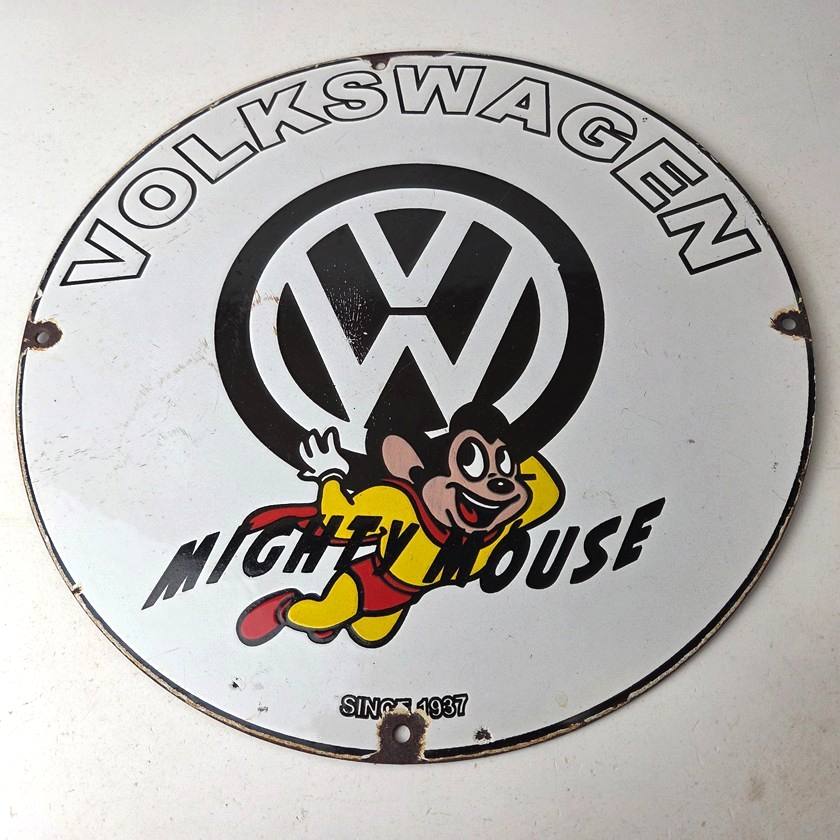 VOLKSWAGEN
VW
MIGHTY MOUSE
SINCE 1937